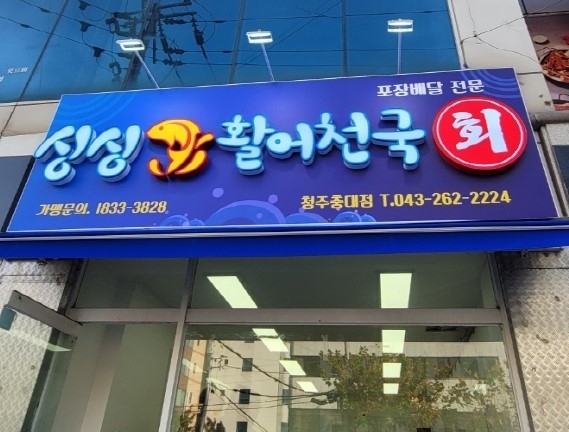 포장배달 전문
싱싱 활어천국 회
가맹문의. 1833-3828
청주충대점 T.043-262-2224